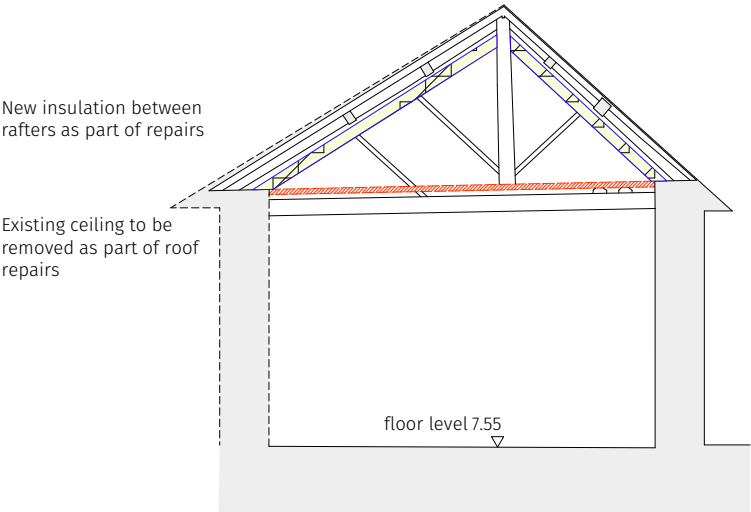 New insulation between
rafters as part of repairs
Existing ceiling to be
removed as part of roof
repairs
floor level 7.55